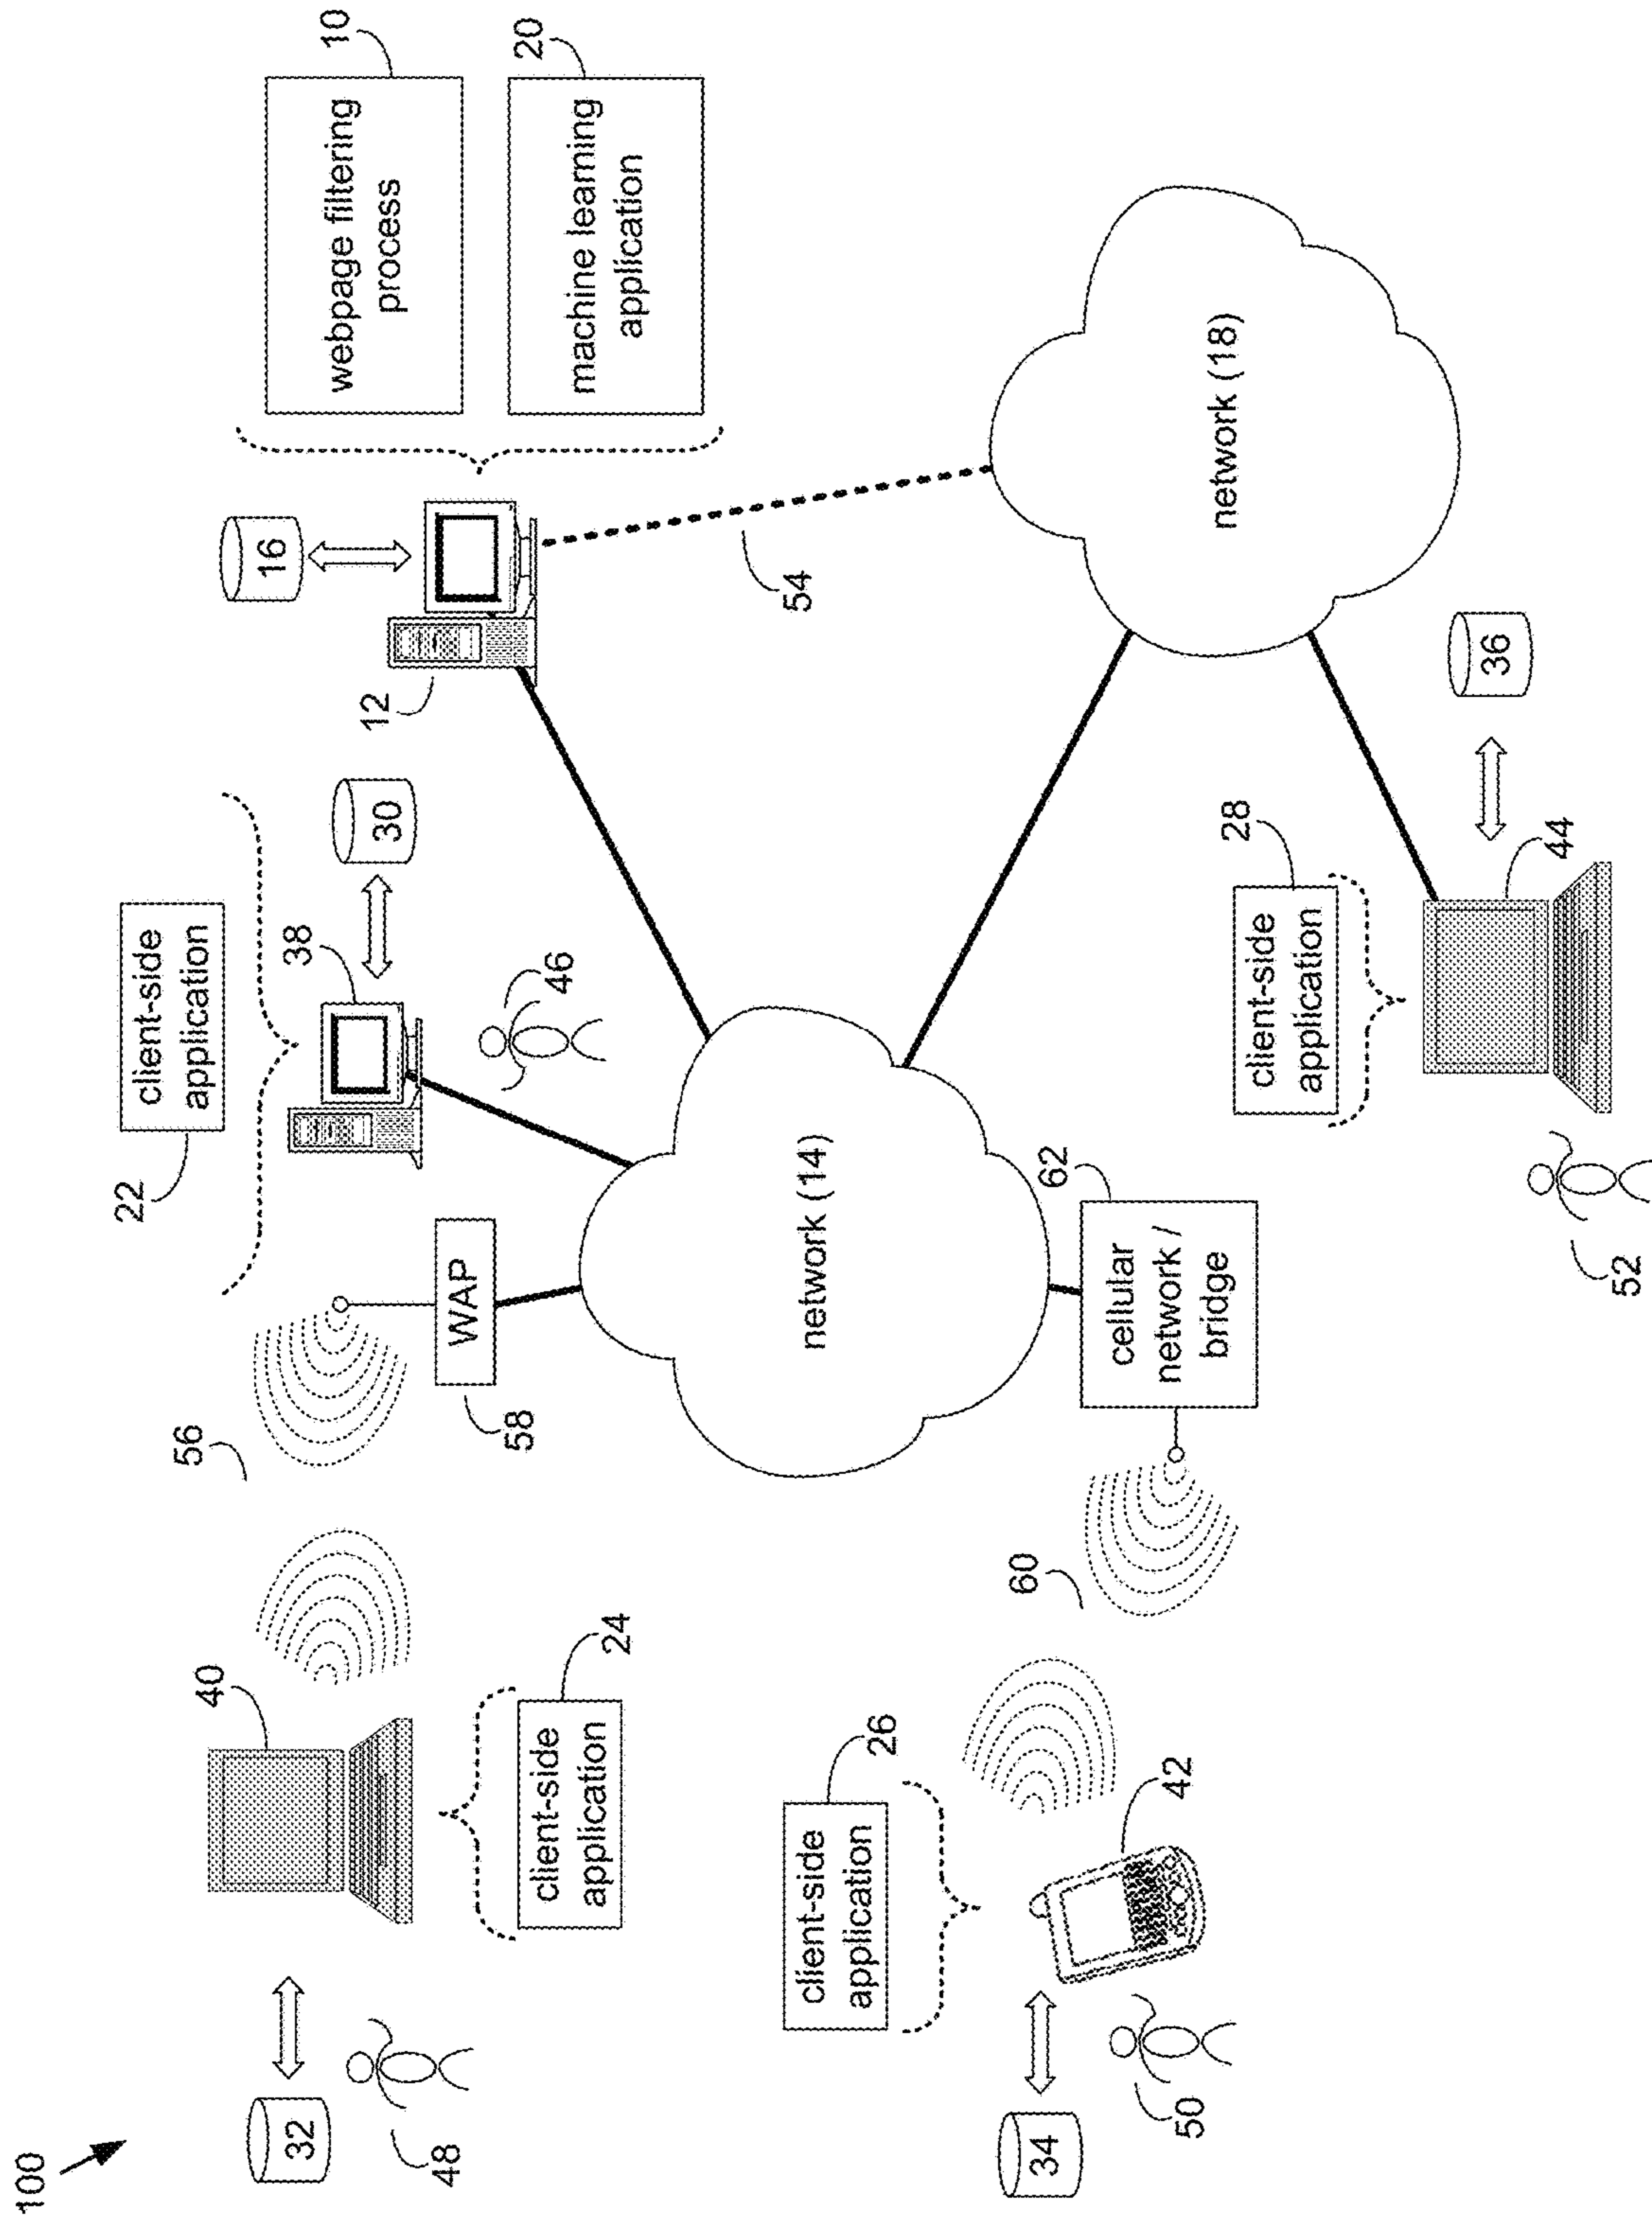 100
10
webpage filtering
process
20
machine learning
application
16
12
54
network (18)
22
client-side
application
30
38
46
56
WAP
58
network (14)
62
cellular
network /
bridge
60
28
client-side
application
36
44
52
40
24
client-side
application
32
48
26
client-side
application
42
34
50